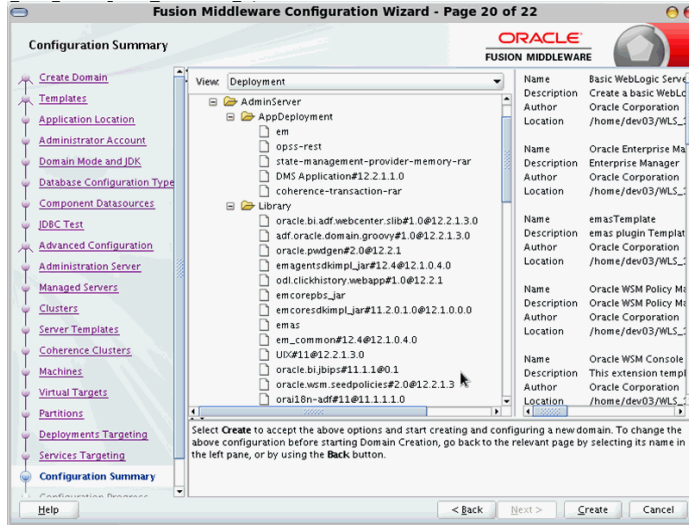 Fusion Middleware Configuration Wizard - Page 20 of 22
Configuration Summary
ORACLE
FUSION MIDDLEWARE
Create Domain
Templates
Application Location
Administrator Account
Domain Mode and JDK
Database Configuration Type
Component Datasources
JDBC Test
Advanced Configuration
Administration Server
Managed Servers
Clusters
Server Templates
Coherence Clusters
Machines
Virtual Targets
Partitions
Deployments Targeting
Services Targeting
Configuration Summary
Configuration Progress
View: Deployment
AdminServer
AppDeployment
em
opss-rest
state-management-provider-memory-rar
DMS Application#12.2.1.1.0
coherence-transaction-rar
Library
oracle.bi.adf.webcenter.slib#1.0@12.2.1.3.0
adf.oracle.domain.groovy#1.0@12.2.1.3.0
oracle.pwdgen#2.0@12.2.1
emagentsdkimpl_jar#12.4@12.1.0.4.0
odl.clickhistory.webapp#1.0@12.2.1
emcorepbs_jar
emcoresdkimpl_jar#11.2.0.1.0@12.1.0.0.0
emas
em_common#12.4@12.1.0.4.0
UIX#11@12.2.1.3.0
oracle.bi.jbips#11.1.1@0.1
oracle.wsm.seedpolicies#2.0@12.2.1.3
orai18n-adf#11@11.1.1.1.0
Name Basic WebLogic Serve
Description Create a basic WebLo
Author Oracle Corporation
Location /home/dev03/WLS_
Name Oracle Enterprise Ma
Description Enterprise Manager
Author Oracle Corporation
Location /home/dev03/WLS_
Name emasTemplate
Description emas plugin Templat
Author Oracle Corporation
Location /home/dev03/WLS_
Name Oracle WSM Policy Ma
Description Oracle WSM Policy Ma
Author Oracle Corporation
Location /home/dev03/WLS_
Name Oracle WSM Console
Description This extension templ
Author Oracle Corporation
Location /home/dev03/WLS_
Select Create to accept the above options and start creating and configuring a new domain. To change the
above configuration before starting Domain Creation, go back to the relevant page by selecting its name in
the left pane, or by using the Back button.
Help
< Back
Next >
Create
Cancel